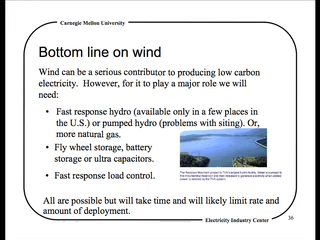 Carnegie Mellon University
Bottom line on wind
Wind can be a serious contributor to producing low carbon
electricity. However, for it to play a major role we will
need:
• Fast response hydro (available only in a few places in
the U.S.) or pumped hydro (problems with siting). Or,
more natural gas.
• Fly wheel storage, battery
storage or ultra capacitors.
• Fast response load control.
All are possible but will take time and will likely limit rate and
amount of deployment.
Electricity Industry Center
36